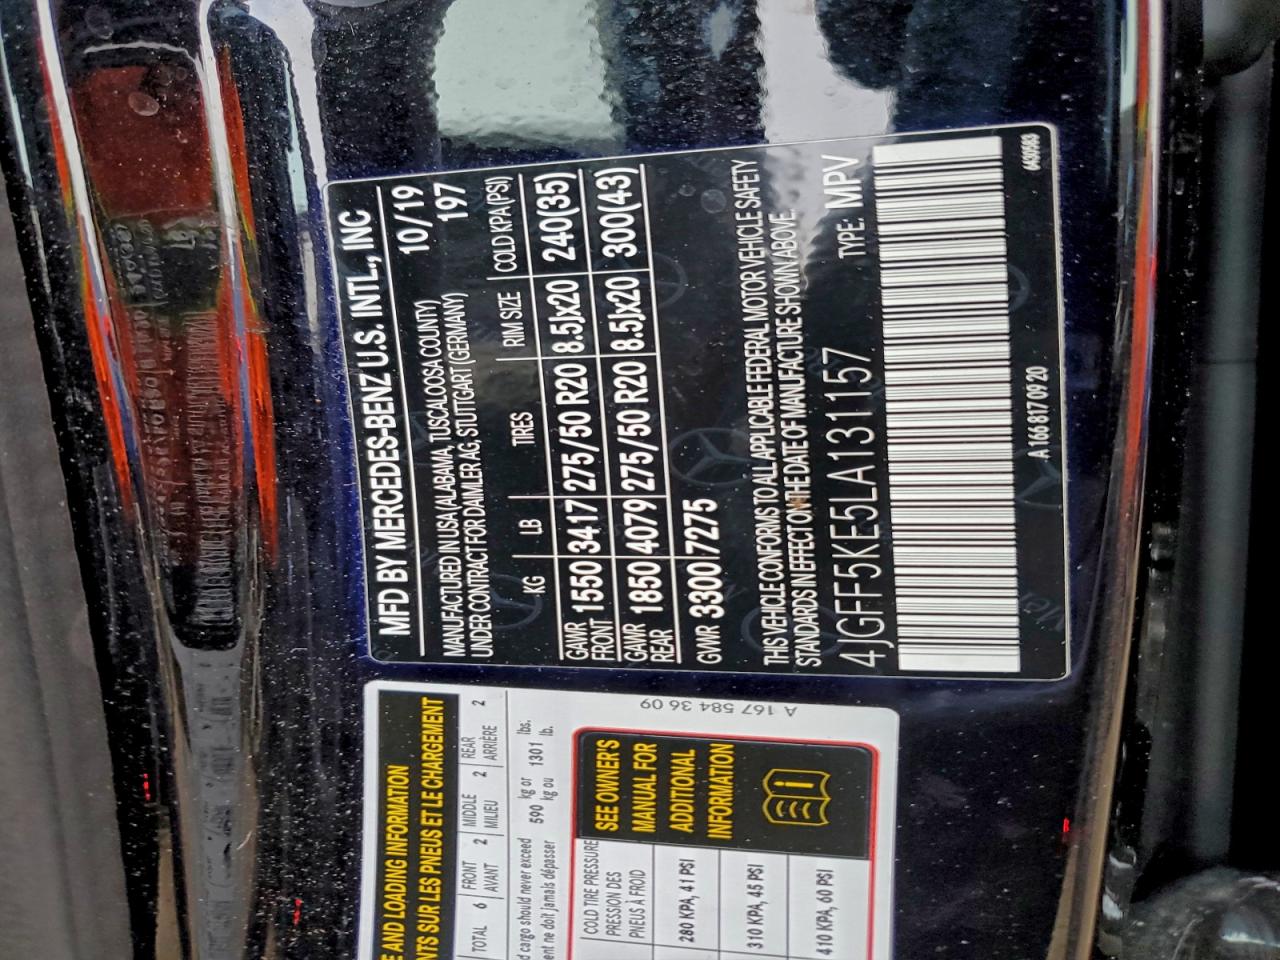 MFD BY MERCEDES-BENZ U.S. INTL., INC
10/19
MANUFACTURED IN USA (ALABAMA, TUSCALOOSA COUNTY)
197
UNDER CONTRACT FOR DAIMLER AG, STUTTGART (GERMANY)
KG LB TIRES RIM SIZE COLD KPA (PSI)
GAWR FRONT 1550 3417 275/50 R20 8.5Jx20 240(35)
GAWR REAR 1850 4079 275/50 R20 8.5Jx20 300(43)
GVWR 3300 7275
THIS VEHICLE CONFORMS TO ALL APPLICABLE FEDERAL MOTOR VEHICLE SAFETY
STANDARDS IN EFFECT ON THE DATE OF MANUFACTURE SHOWN ABOVE.
4JGFF5KE5LA131157 TYPE: MPV
A 166 817 09 20
E AND LOADING INFORMATION
NTS SUR LES PNEUS ET LE CHARGEMENT
TOTAL 6 FRONT 2 MIDDLE 2 REAR 2
AVANT MILIEU ARRIÈRE
d cargo should never exceed 590 kg or 1301 lbs.
ent ne doit jamais dépasser kg ou lb.
COLD TIRE PRESSURE
PRESSION DES
PNEUS À FROID
280 KPA, 41 PSI
310 KPA, 45 PSI
410 KPA, 60 PSI
SEE OWNER'S
MANUAL FOR
ADDITIONAL
INFORMATION
A 167 584 36 09